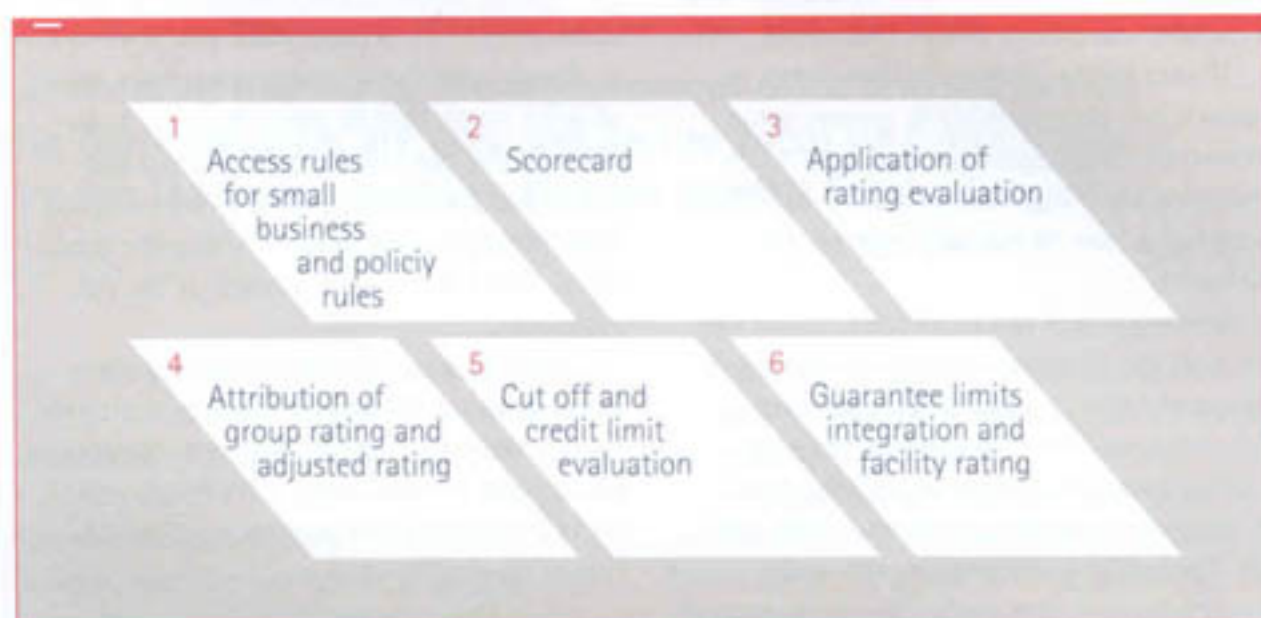 1
Access rules
for small
business
and policiy
rules
2
Scorecard
3
Application of
rating evaluation
4
Attribution of
group rating and
adjusted rating
5
Cut off and
credit limit
evaluation
6
Guarantee limits
integration and
facility rating